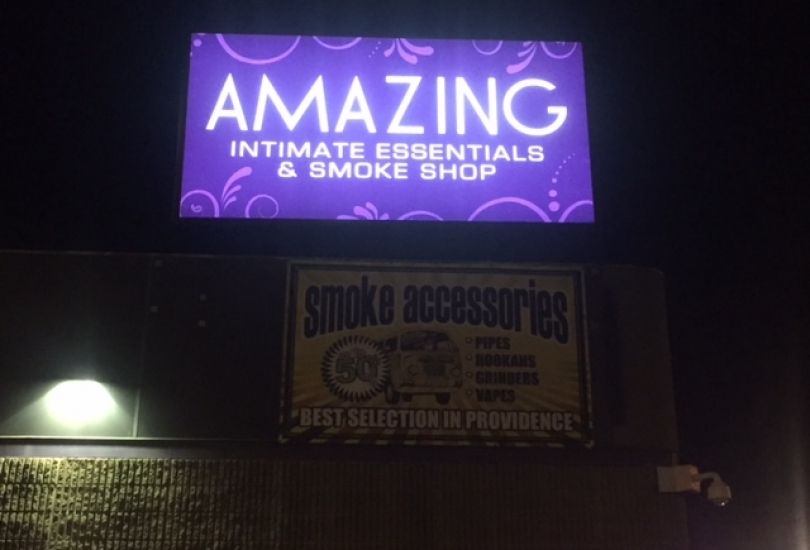 AMAZING
INTIMATE ESSENTIALS
& SMOKE SHOP
smoke accessories
50
• PIPES
• HOOKAHS
• GRINDERS
• VAPES
BEST SELECTION IN PROVIDENCE